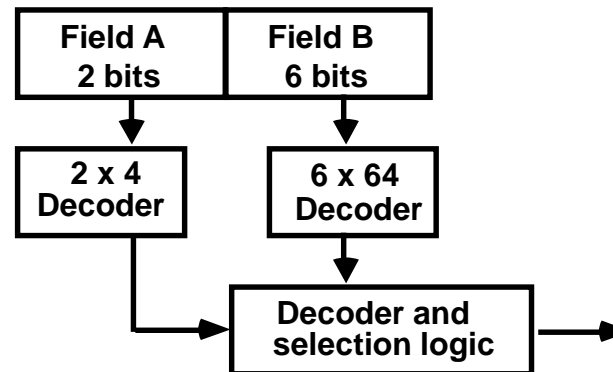 Field A
2 bits
Field B
6 bits
2 x 4
Decoder
6 x 64
Decoder
Decoder and
selection logic